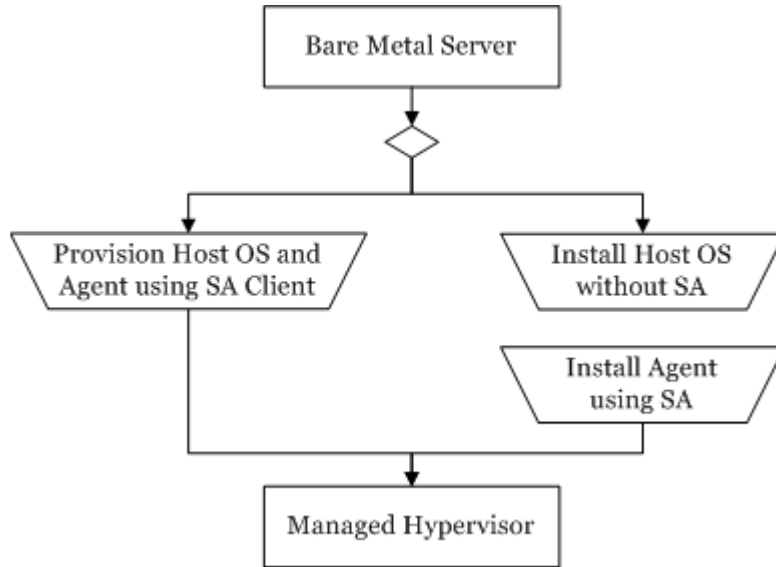 Bare Metal Server
Provision Host OS and
Agent using SA Client
Install Host OS
without SA
Install Agent
using SA
Managed Hypervisor